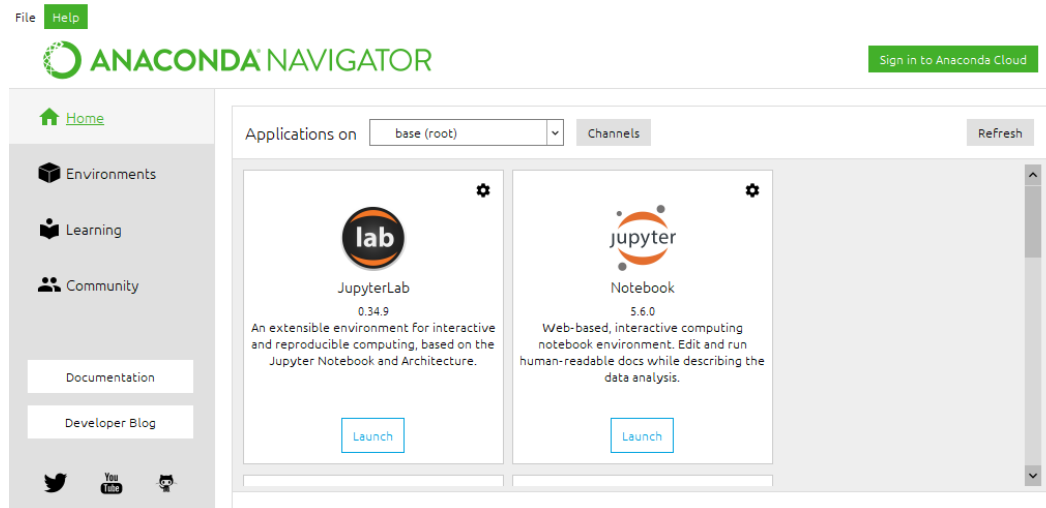 File Help
ANACONDA NAVIGATOR
Sign in to Anaconda Cloud
Home
Environments
Learning
Community
Documentation
Developer Blog
You
Tube
Applications on base (root) Channels Refresh
lab
JupyterLab
0.34.9
An extensible environment for interactive
and reproducible computing, based on the
Jupyter Notebook and Architecture.
Launch
jupyter
Notebook
5.6.0
Web-based, interactive computing
notebook environment. Edit and run
human-readable docs while describing the
data analysis.
Launch